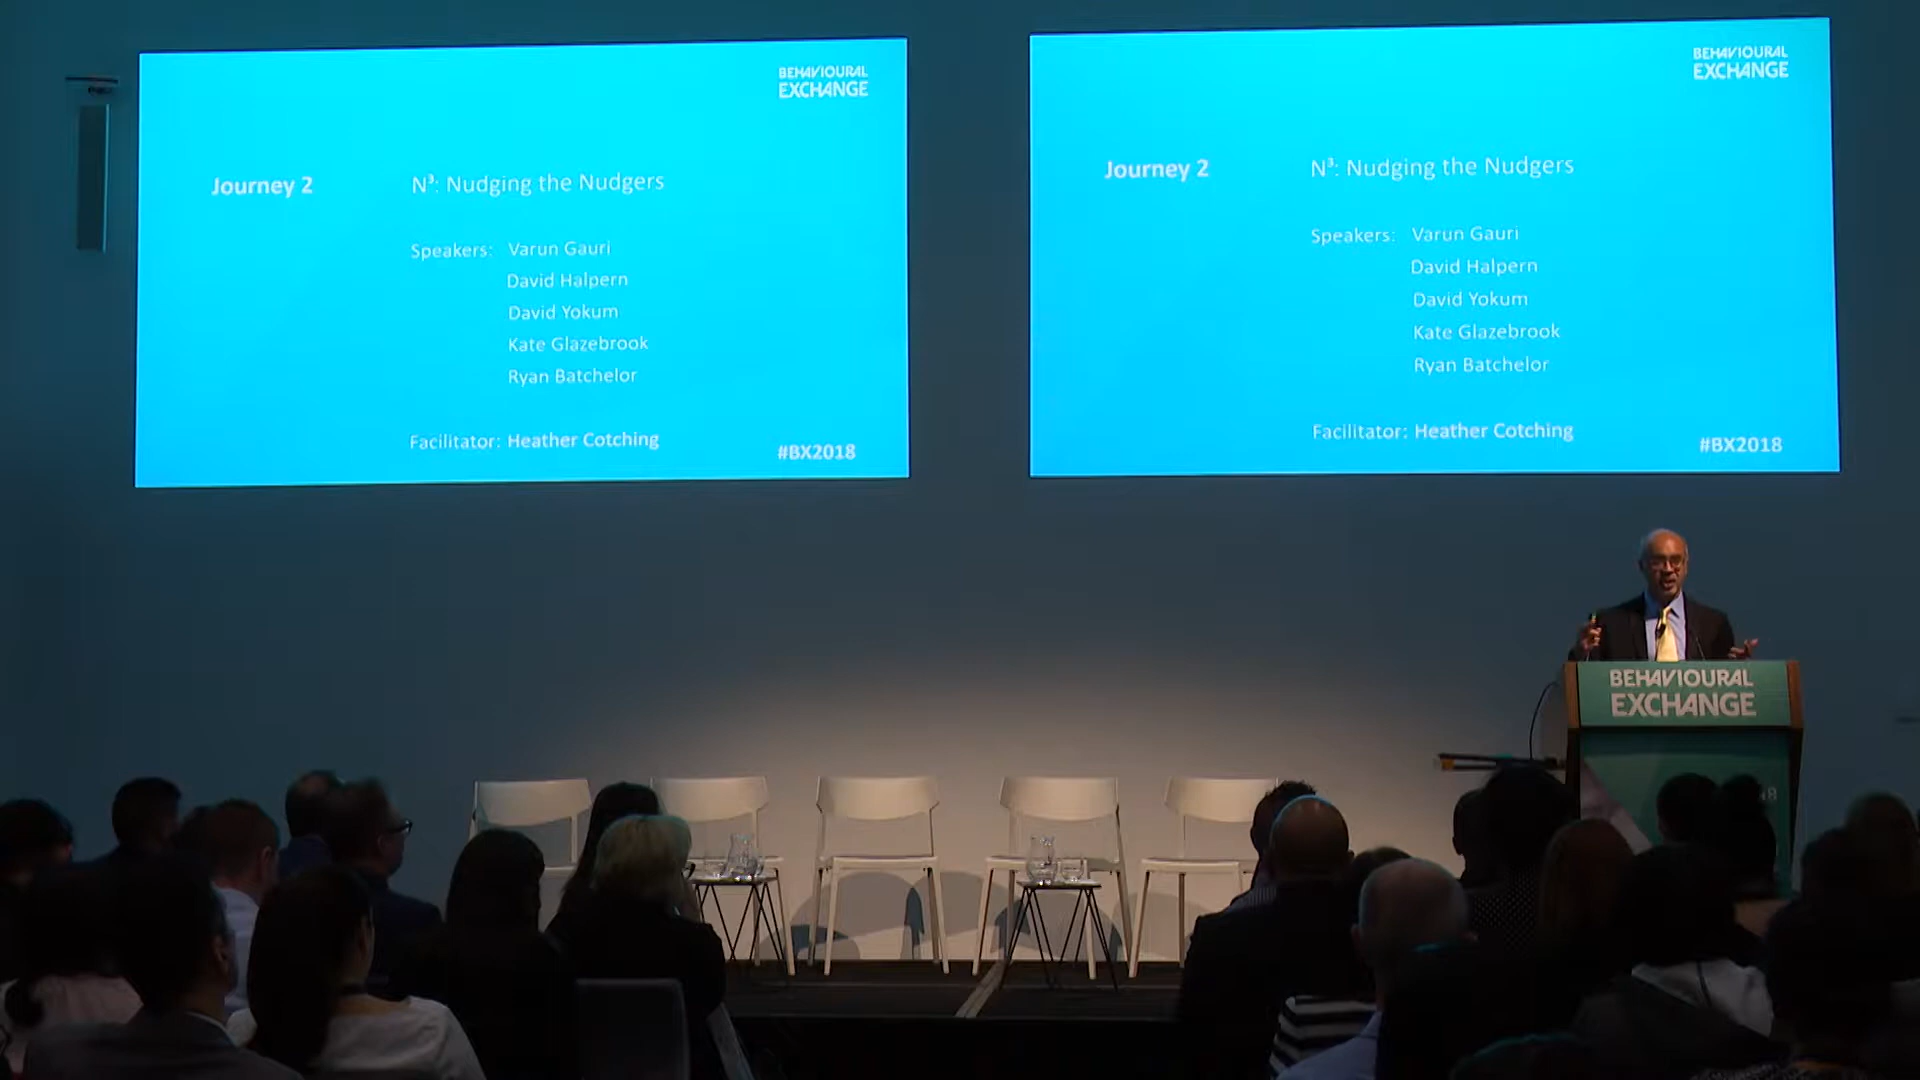 BEHAVIOURAL
EXCHANGE
Journey 2
N³: Nudging the Nudgers
Speakers: Varun Gauri
David Halpern
David Yokum
Kate Glazebrook
Ryan Batchelor
Facilitator: Heather Cotching
#BX2018
BEHAVIOURAL
EXCHANGE
Journey 2
N³: Nudging the Nudgers
Speakers: Varun Gauri
David Halpern
David Yokum
Kate Glazebrook
Ryan Batchelor
Facilitator: Heather Cotching
#BX2018
BEHAVIOURAL
EXCHANGE